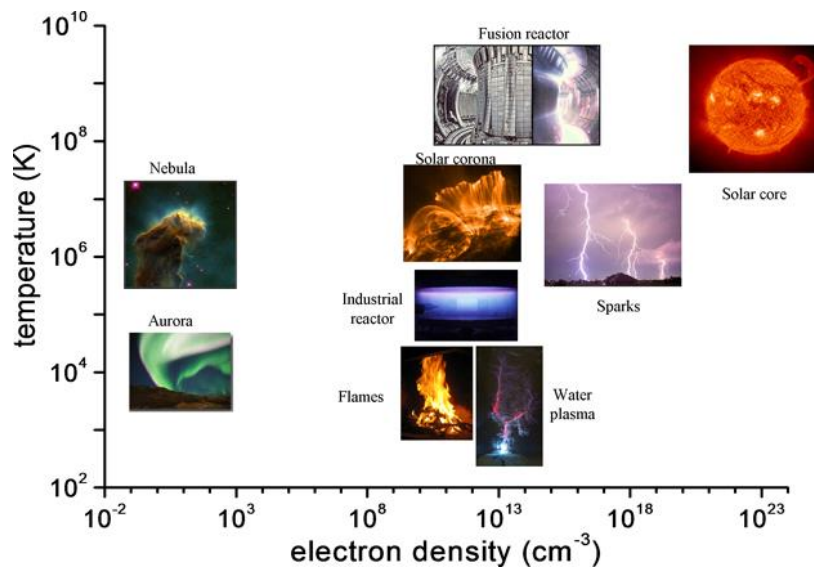 10^10
Fusion reactor
10^8
Solar corona
Nebula
Solar core
temperature (K)
10^6
Industrial
reactor
Sparks
Aurora
10^4
Flames
Water
plasma
10^2
10^-2
10^3
10^8
10^13
10^18
10^23
electron density (cm^-3)